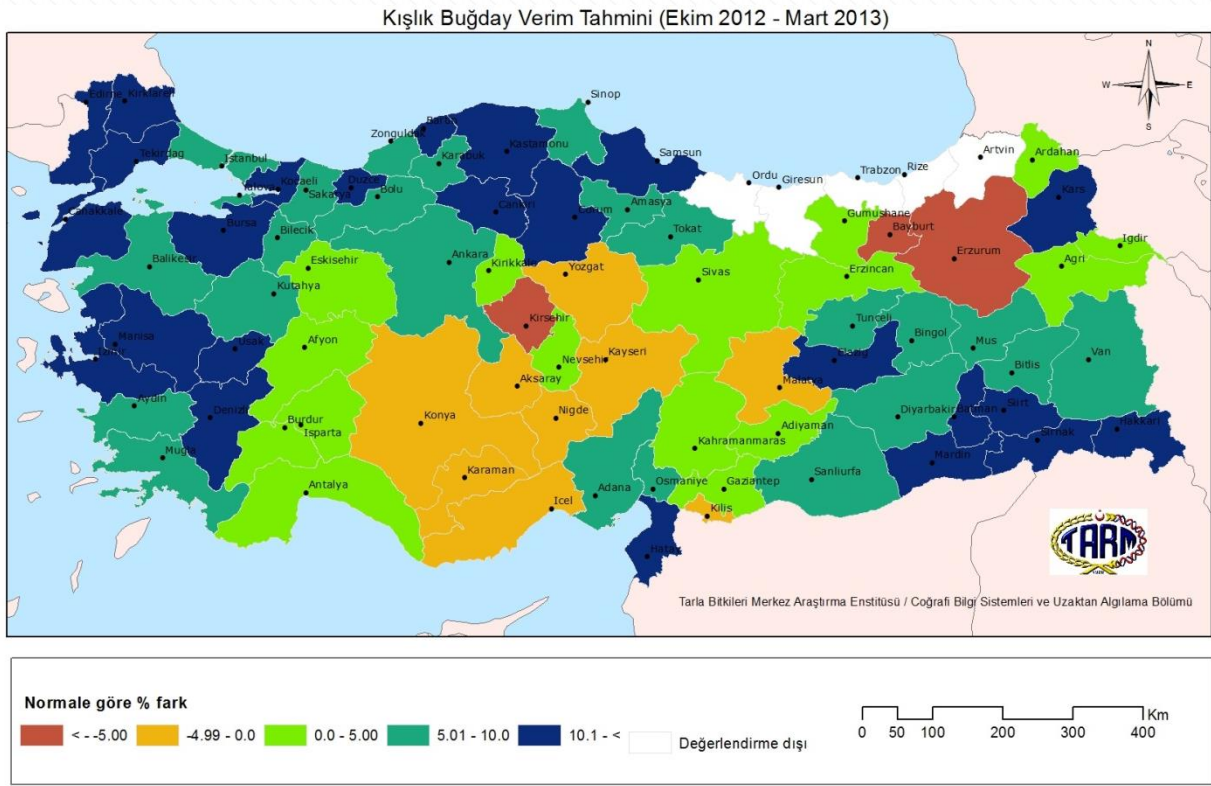 Kışlık Buğday Verim Tahmini (Ekim 2012 - Mart 2013)
N
W E
S
Sinop
Edirne Kirklareli
Bartin
Zonguldak
Kastamonu
Samsun
Tekirdag
Istanbul
Karabuk
Artvin
Ardahan
Ordu
Giresun
Trabzon
Rize
Kocaeli
Yalova
Sakarya
Duzce
Bolu
Kars
Canakkale
Cankiri
Corum
Amasya
Bursa
Bilecik
Tokat
Gumushane
Bayburt
Igdir
Balikesir
Eskisehir
Ankara
Kirikkale
Yozgat
Sivas
Erzincan
Erzurum
Agri
Kutahya
Kirsehir
Tunceli
Bingol
Mus
Manisa
Izmir
Usak
Afyon
Nevsehir
Kayseri
Elazig
Bitlis
Van
Aksaray
Malatya
Aydin
Denizli
Burdur
Isparta
Konya
Nigde
Diyarbakir
Batman
Siirt
Adiyaman
Kahramanmaras
Sirnak
Hakkari
Mugla
Mardin
Karaman
Antalya
Icel
Adana
Osmaniye
Gaziantep
Sanliurfa
Kilis
Hatay
TARM
Tarla Bitkileri Merkez Araştırma Enstitüsü / Coğrafi Bilgi Sistemleri ve Uzaktan Algılama Bölümü
Normale göre % fark
< - -5.00
-4.99 - 0.0
0.0 - 5.00
5.01 - 10.0
10.1 - <
Değerlendirme dışı
Km
0 50 100 200 300 400